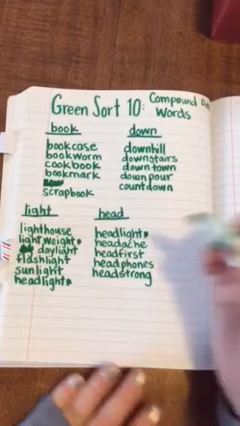 Green Sort 10: Compound
Words
book
bookcase
bookworm
cookbook
bookmark
scrapbook
down
downhill
downstairs
downtown
downpour
countdown
light
lighthouse
lightweight
daylight
flashlight
sunlight
headlight
head
headlight
headache
headfirst
headphones
headstrong